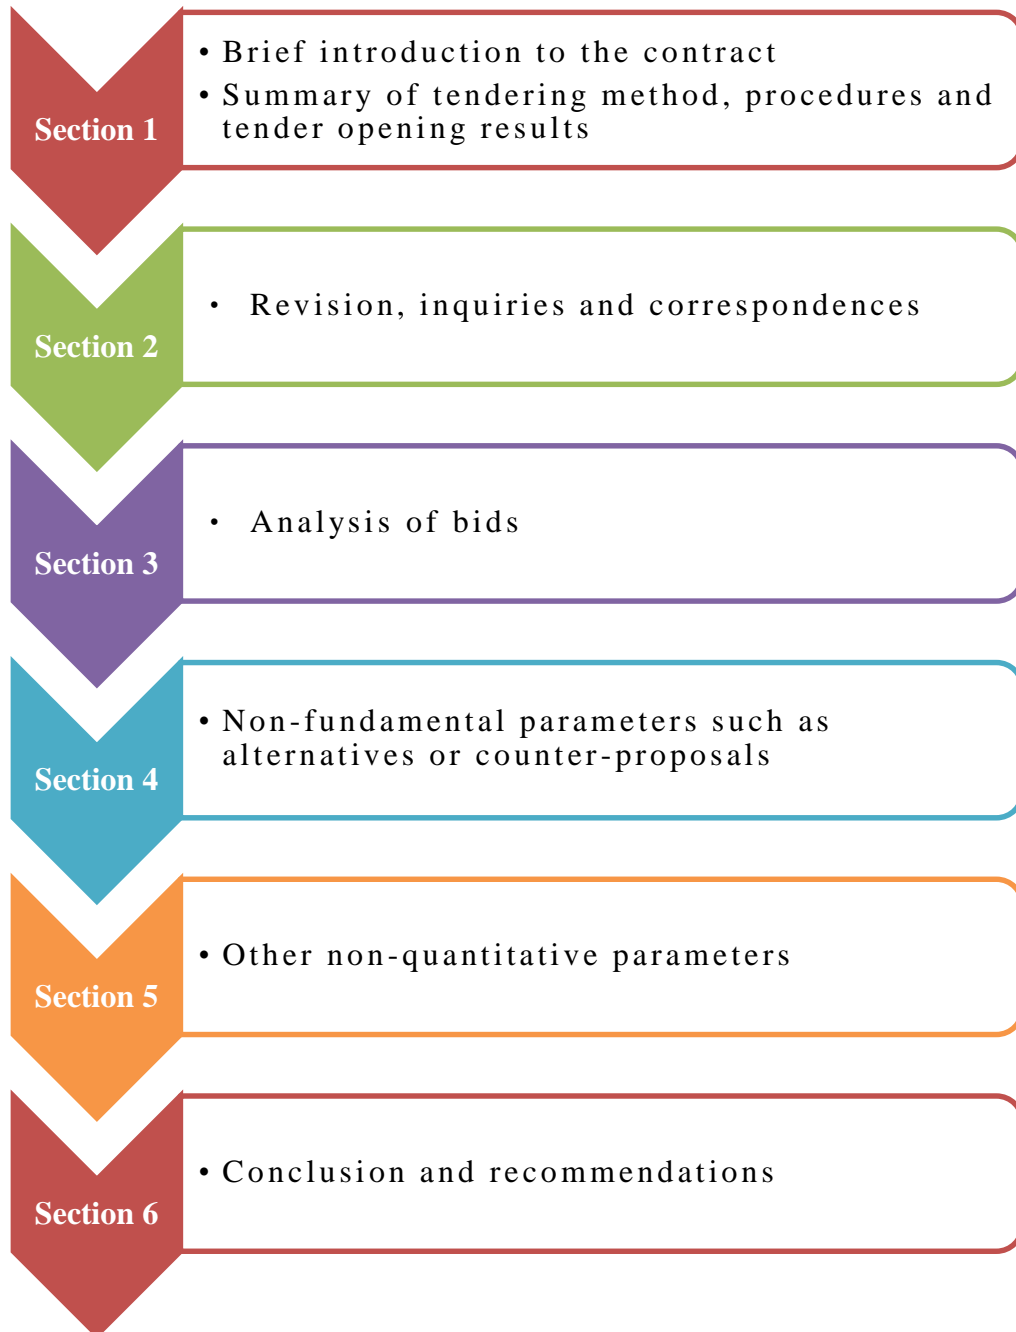 Section 1
• Brief introduction to the contract
• Summary of tendering method, procedures and
tender opening results
Section 2
• Revision, inquiries and correspondences
Section 3
• Analysis of bids
Section 4
• Non-fundamental parameters such as
alternatives or counter-proposals
Section 5
• Other non-quantitative parameters
Section 6
• Conclusion and recommendations